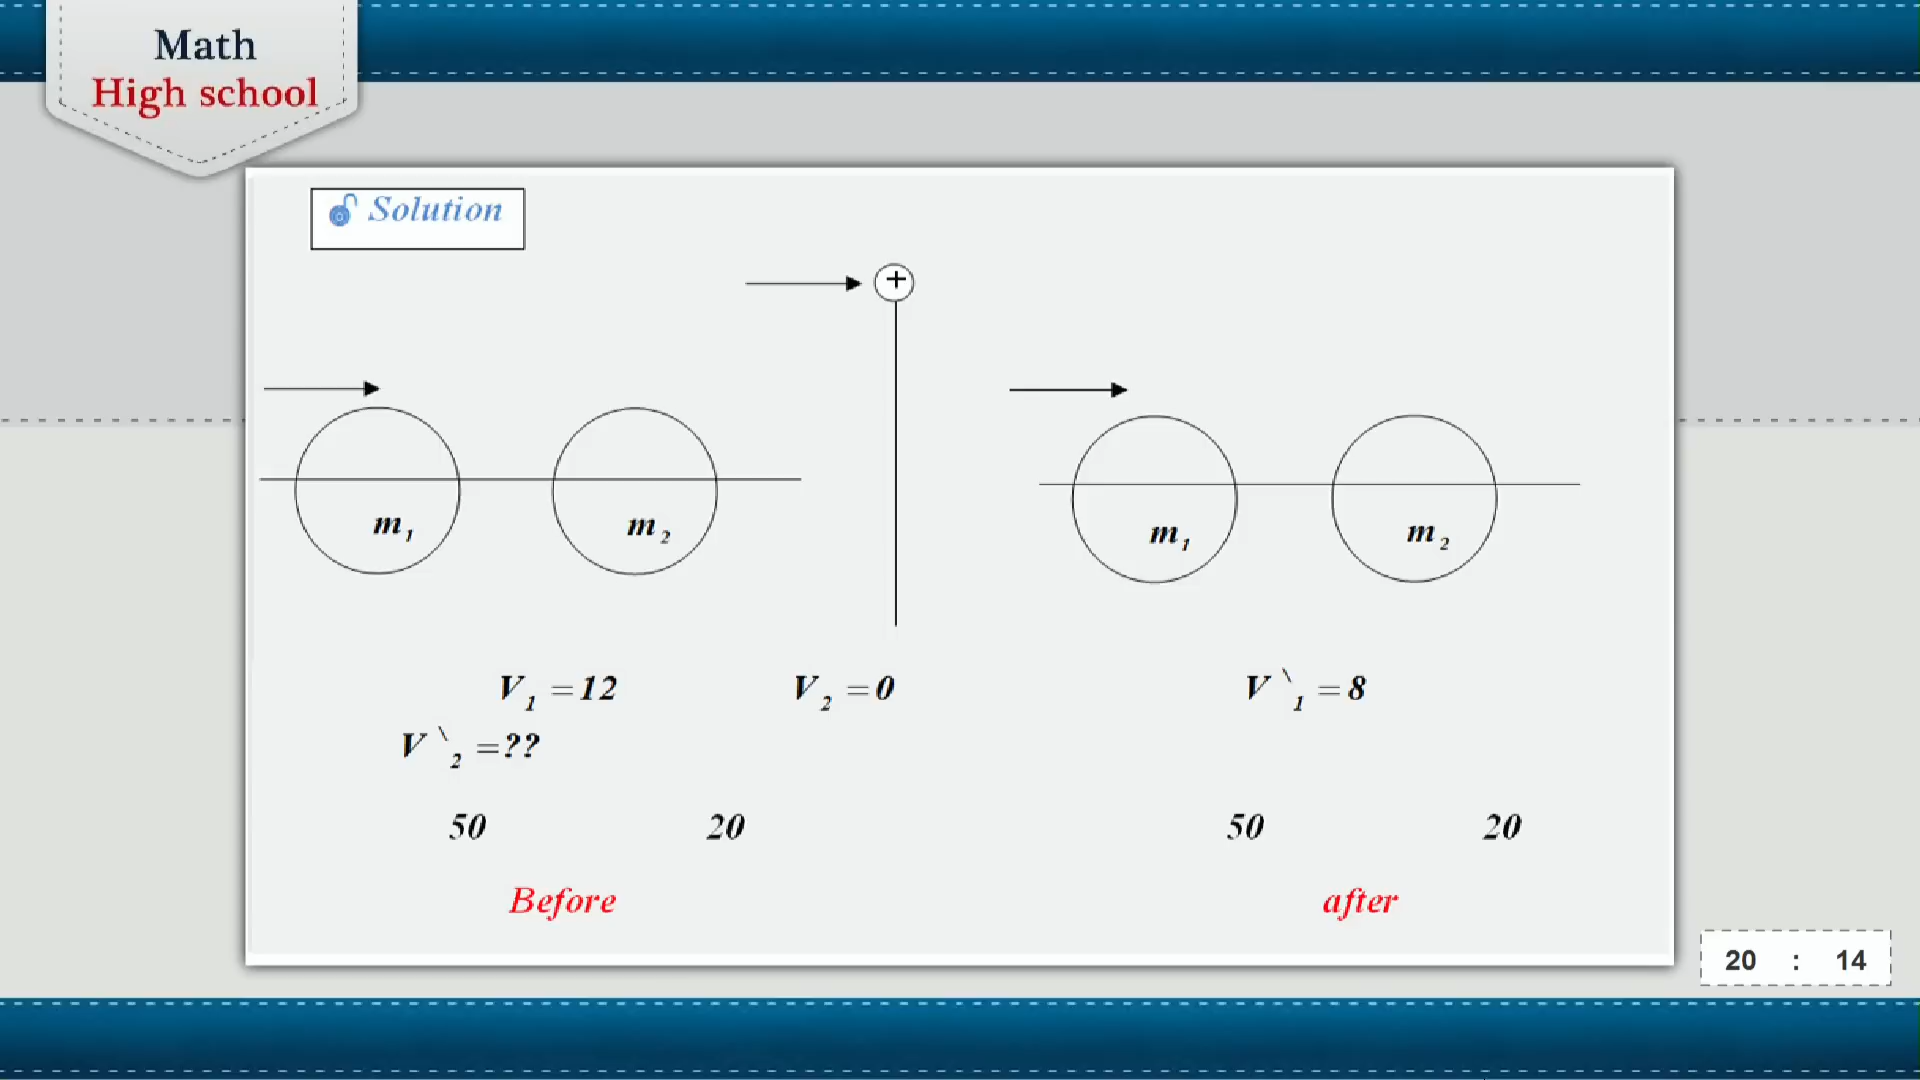 Math
High school
Solution
+
m1 m2 m1 m2
V1 =12 V2 =0 V`1 =8
V`2 =??
50 20 50 20
Before after
20 : 14